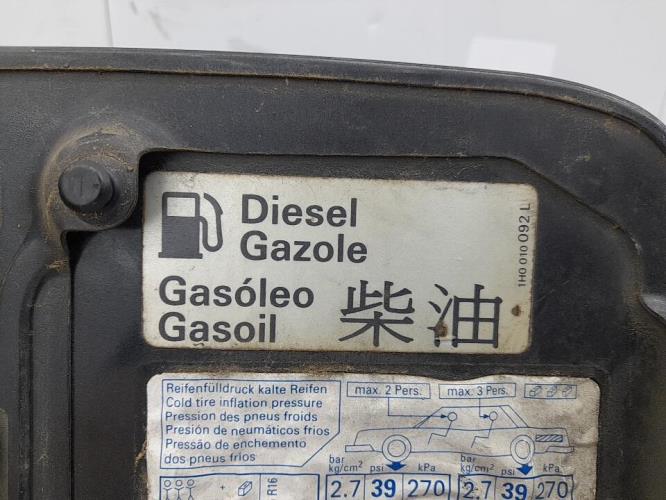 Diesel
Gazole
Gasóleo
Gasoil
柴油
1H0 010 092 L
Reifenfülldruck kalte Reifen
Cold tire inflation pressure
Pression des pneus froids
Presión de neumáticos frios
Pressão de enchemento
dos pneus frios
max. 2 Pers.
max. 3 Pers.
bar
kg/cm² psi kPa
bar
kg/cm² psi kPa
R16
2.7 39 270
2.7 39 270